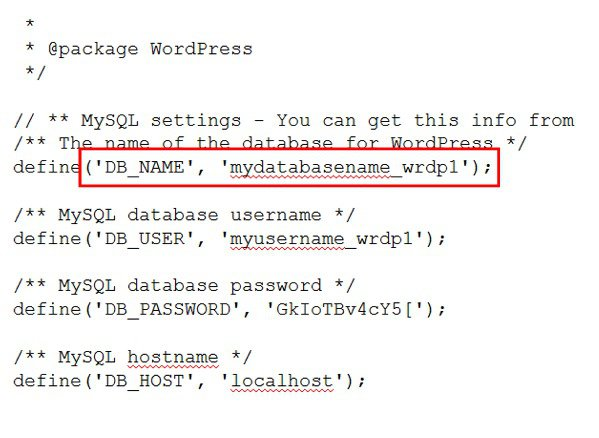 *
* @package WordPress
*/
// ** MySQL settings - You can get this info from
/** The name of the database for WordPress */
define('DB_NAME', 'mydatabasename_wrdp1');
/** MySQL database username */
define('DB_USER', 'myusername_wrdp1');
/** MySQL database password */
define('DB_PASSWORD', 'GkIoTBv4cY5[');
/** MySQL hostname */
define('DB_HOST', 'localhost');